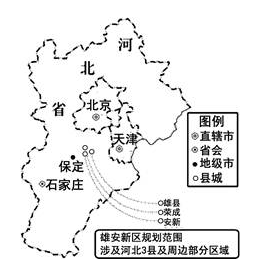 河
北
省
北京
天津
保定
石家庄
图例
直辖市
省会
地级市
县城
雄县
荣成
安新
雄安新区规划范围
涉及河北3县及周边部分区域